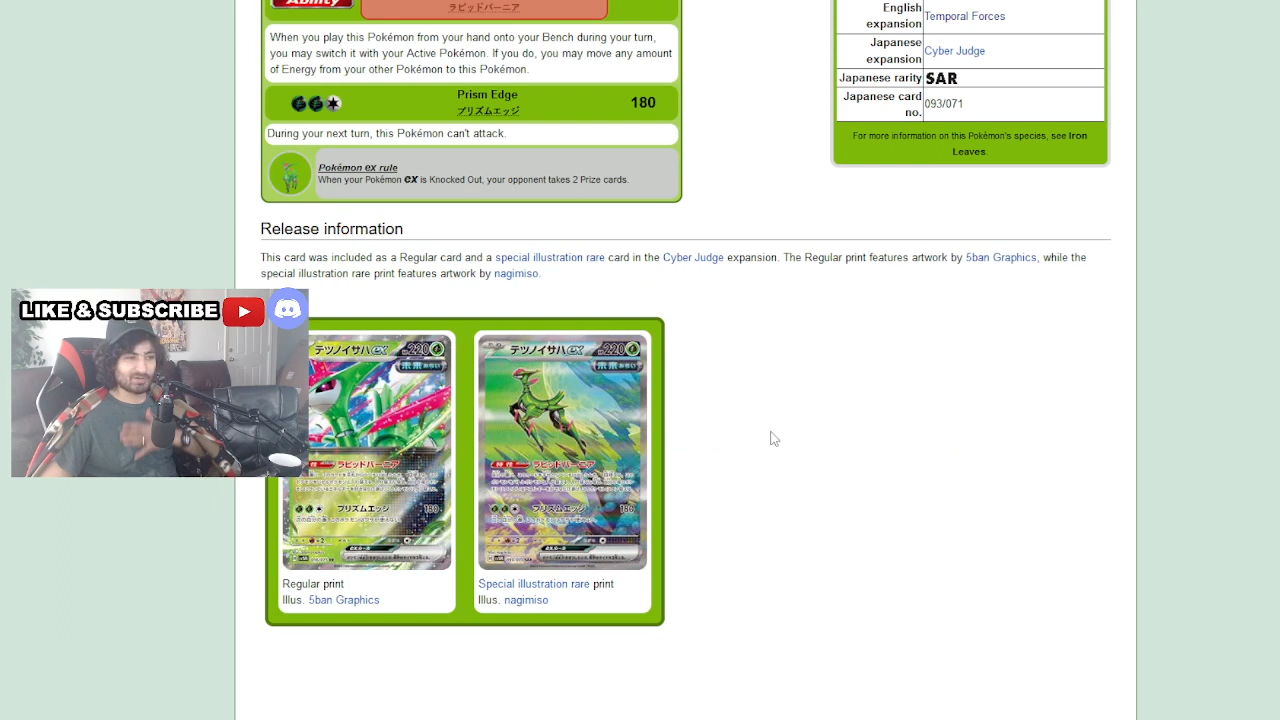 Ability
ラピッドバーニア
When you play this Pokémon from your hand onto your Bench during your turn,
you may switch it with your Active Pokémon. If you do, you may move any amount
of Energy from your other Pokémon to this Pokémon.
Prism Edge
プリズムエッジ
180
During your next turn, this Pokémon can't attack.
Pokémon ex rule
When your Pokémon ex is Knocked Out, your opponent takes 2 Prize cards.
English expansion Temporal Forces
Japanese expansion Cyber Judge
Japanese rarity SAR
Japanese card no. 093/071
For more information on this Pokémon's species, see Iron
Leaves.
Release information
This card was included as a Regular card and a special illustration rare card in the Cyber Judge expansion. The Regular print features artwork by 5ban Graphics, while the
special illustration rare print features artwork by nagimiso.
LIKE & SUBSCRIBE
テツノイサハex 220
未来
ラピッドバーニア
プリズムエッジ 180
Regular print
Illus. 5ban Graphics
テツノイサハex 220
未来
ラピッドバーニア
プリズムエッジ 180
Special illustration rare print
Illus. nagimiso